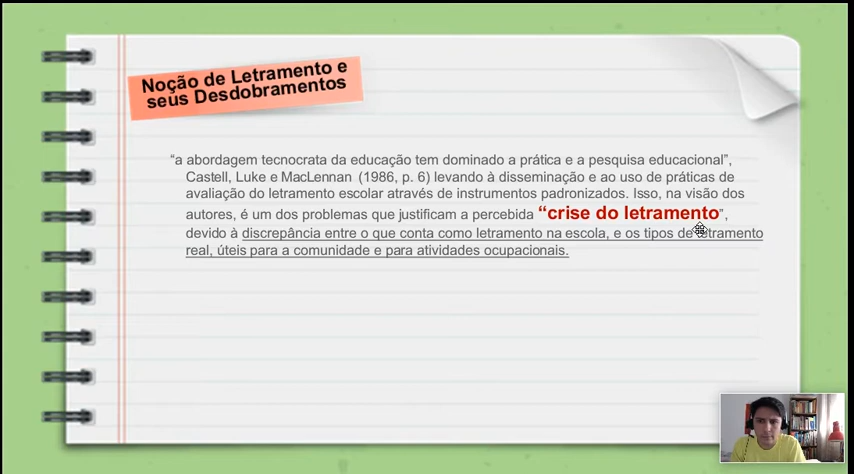 Noção de Letramento e
seus Desdobramentos
“a abordagem tecnocrata da educação tem dominado a prática e a pesquisa educacional”,
Castell, Luke e MacLennan (1986, p. 6) levando à disseminação e ao uso de práticas de
avaliação do letramento escolar através de instrumentos padronizados. Isso, na visão dos
autores, é um dos problemas que justificam a percebida “crise do letramento”,
devido à discrepância entre o que conta como letramento na escola, e os tipos de letramento
real, úteis para a comunidade e para atividades ocupacionais.